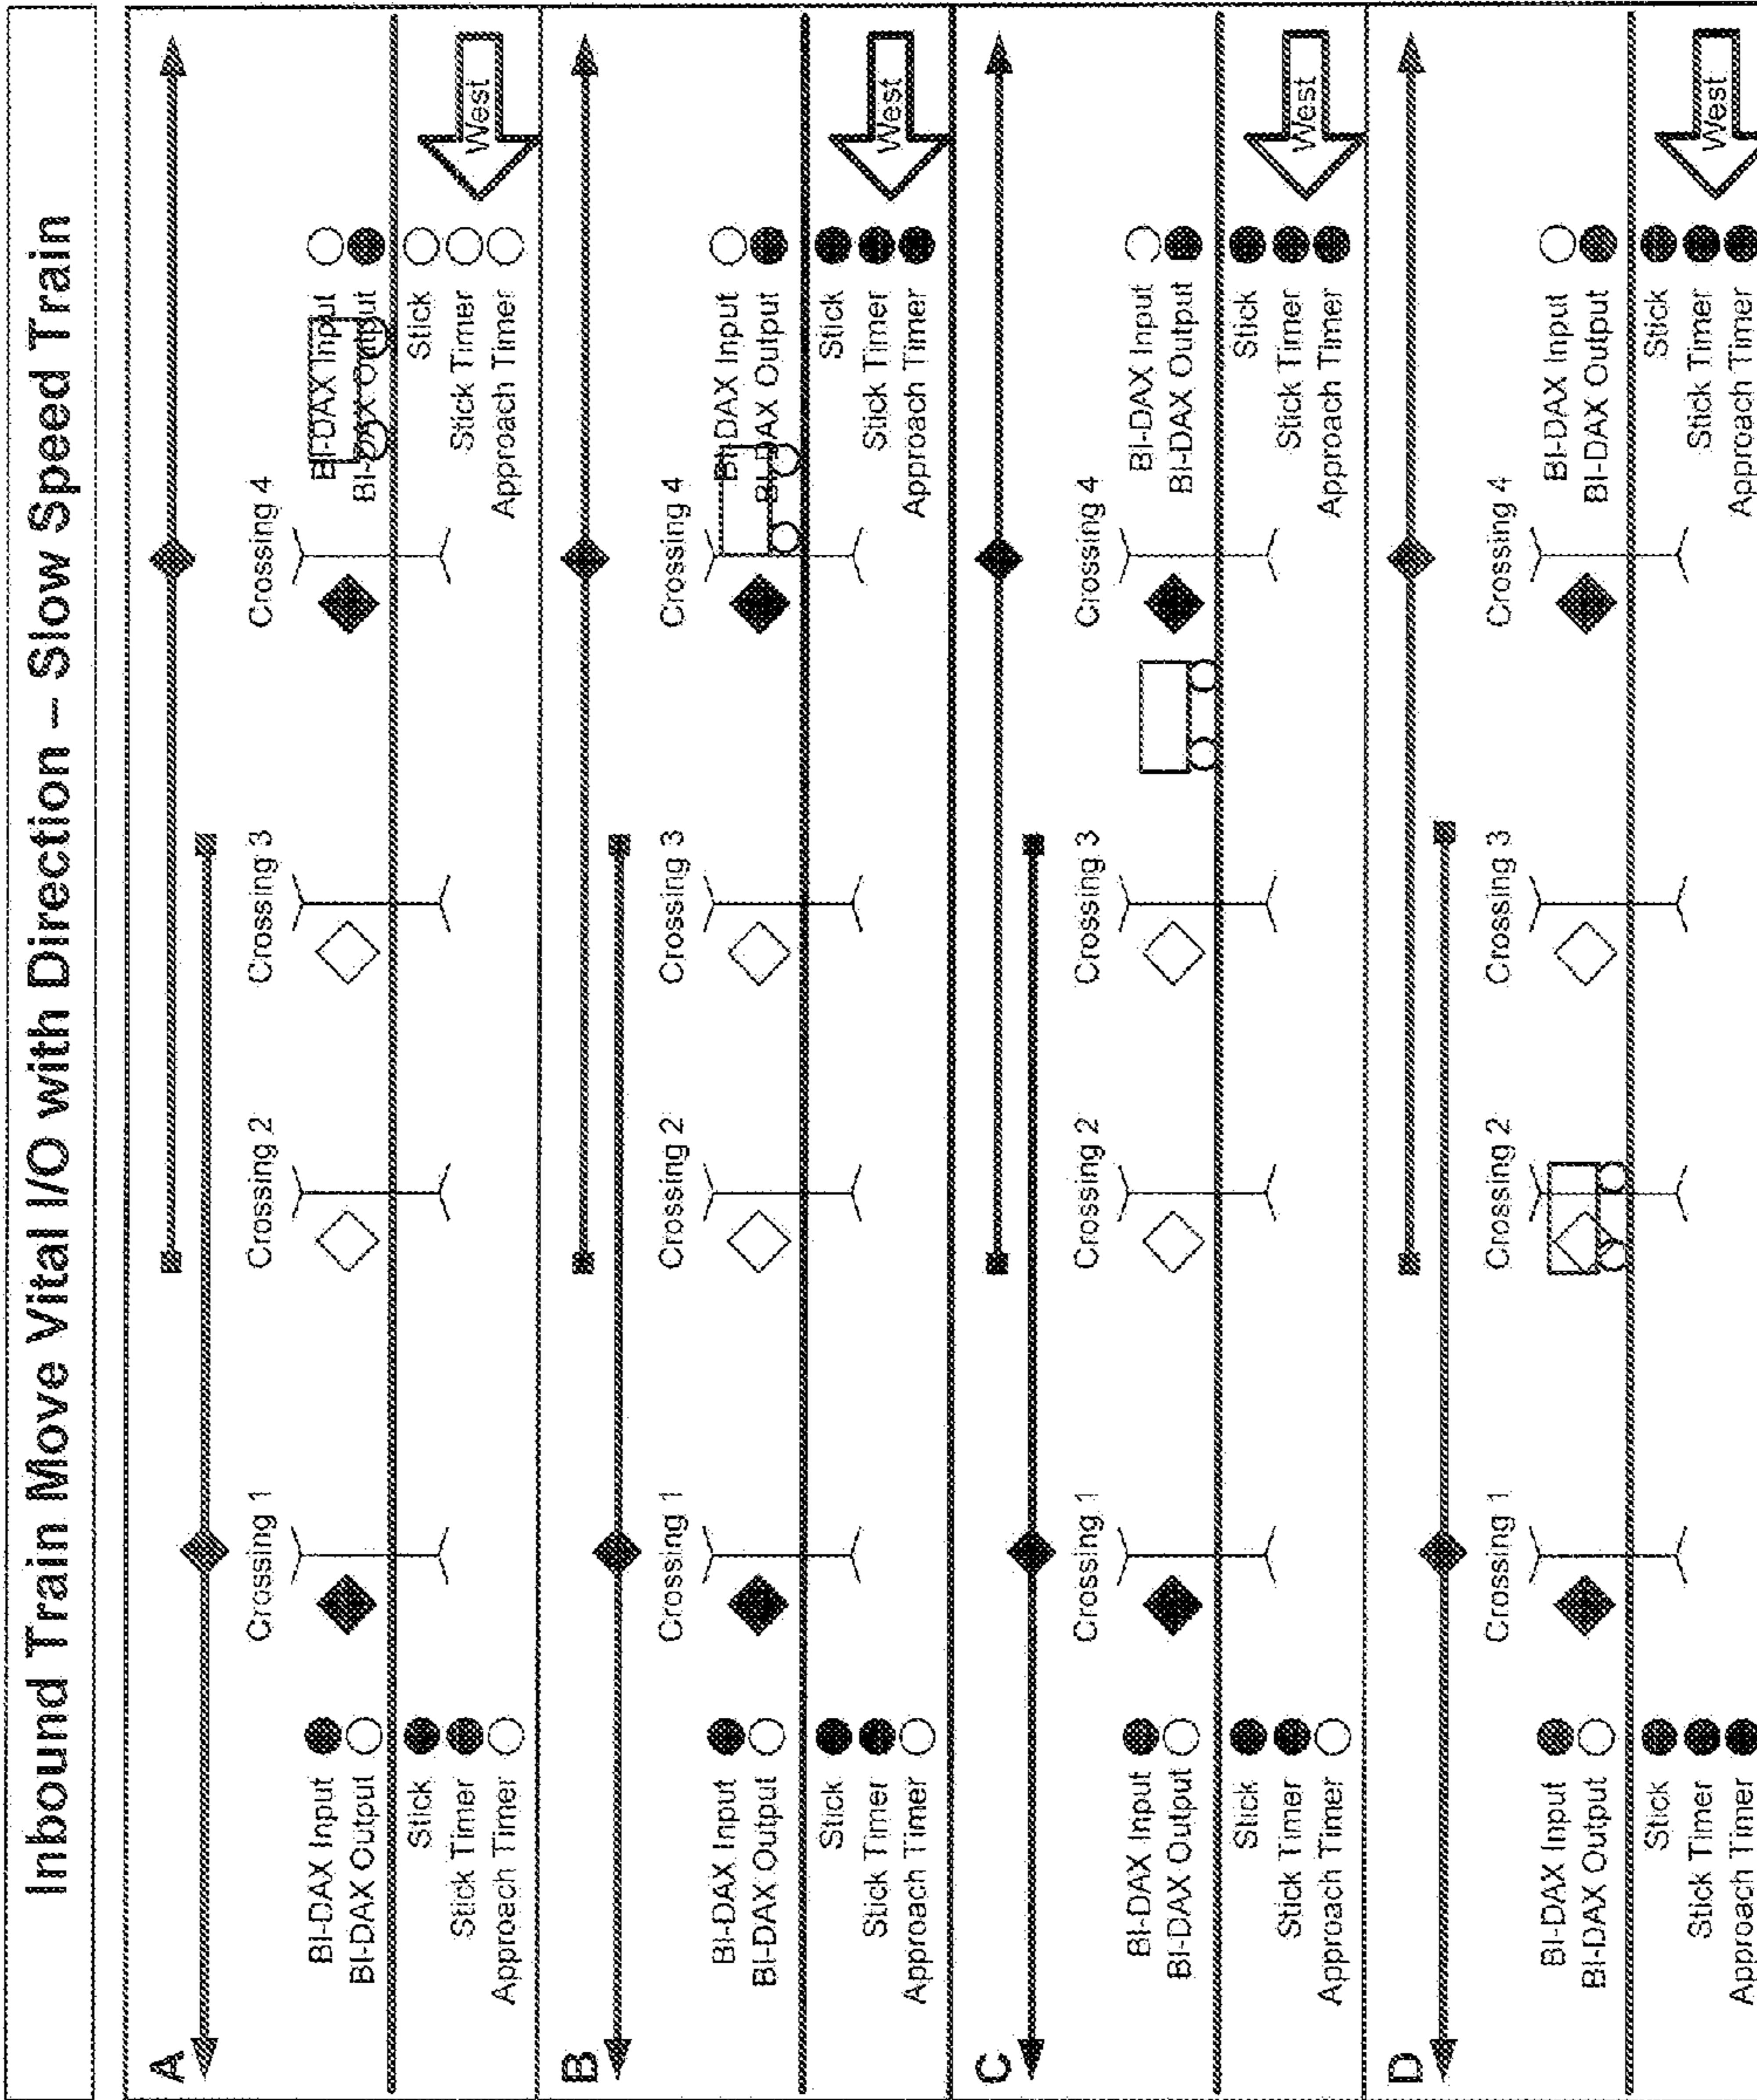 Inbound Train Move Vital I/O with Direction – Slow Speed Train
A
Crossing 1
Crossing 2
Crossing 3
Crossing 4
BI-DAX Input
BI-DAX Output
Stick
Stick Timer
Approach Timer
BI-DAX Input
BI-DAX Output
Stick
Stick Timer
Approach Timer
West
B
Crossing 1
Crossing 2
Crossing 3
Crossing 4
BI-DAX Input
BI-DAX Output
Stick
Stick Timer
Approach Timer
BI-DAX Input
BI-DAX Output
Stick
Stick Timer
Approach Timer
West
C
Crossing 1
Crossing 2
Crossing 3
Crossing 4
BI-DAX Input
BI-DAX Output
Stick
Stick Timer
Approach Timer
BI-DAX Input
BI-DAX Output
Stick
Stick Timer
Approach Timer
West
D
Crossing 1
Crossing 2
Crossing 3
Crossing 4
BI-DAX Input
BI-DAX Output
Stick
Stick Timer
Approach Timer
BI-DAX Input
BI-DAX Output
Stick
Stick Timer
Approach Timer
West